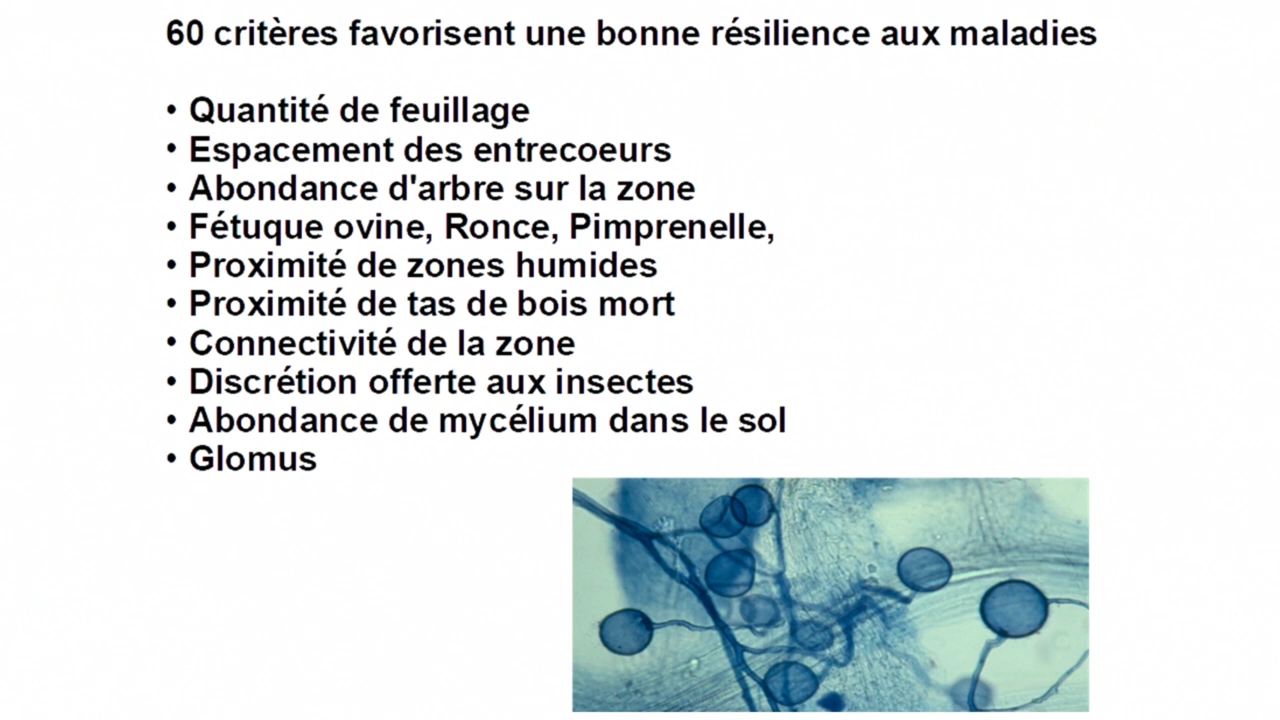 60 critères favorisent une bonne résilience aux maladies
• Quantité de feuillage
• Espacement des entrecoeurs
• Abondance d'arbre sur la zone
• Fétuque ovine, Ronce, Pimprenelle,
• Proximité de zones humides
• Proximité de tas de bois mort
• Connectivité de la zone
• Discrétion offerte aux insectes
• Abondance de mycélium dans le sol
• Glomus